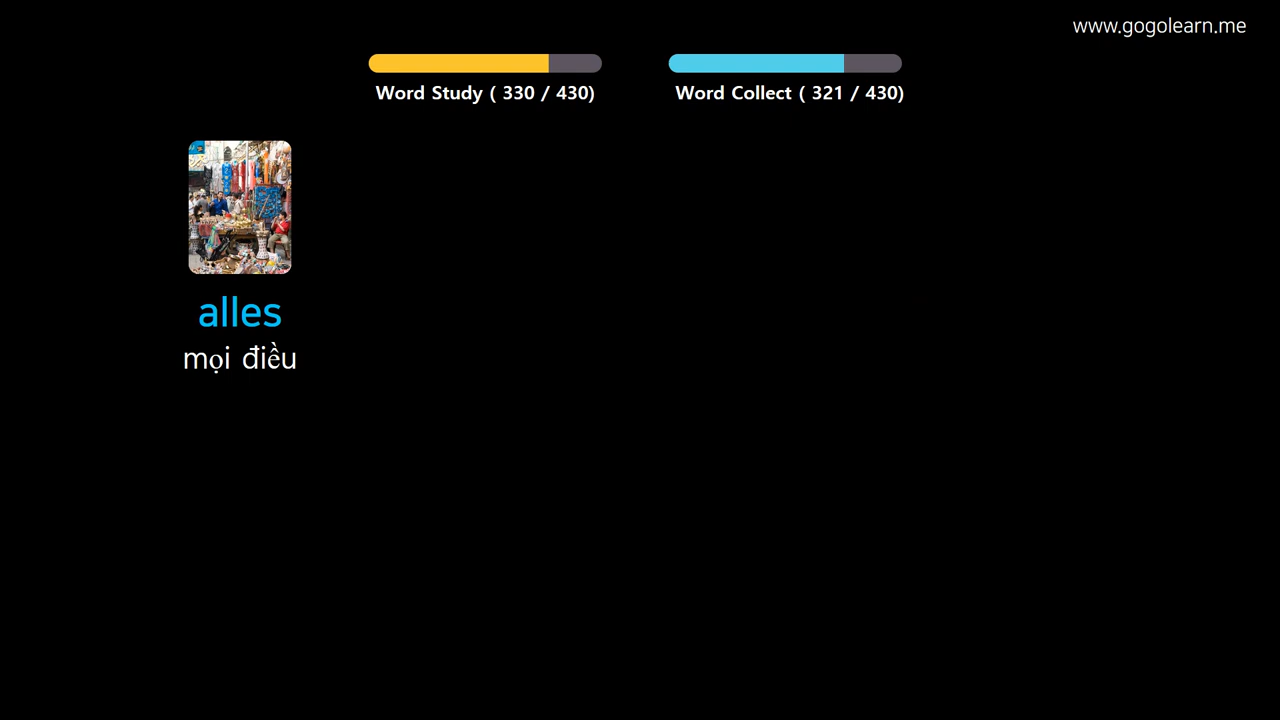 www.gogolearn.me
Word Study ( 330 / 430)
Word Collect ( 321 / 430)
alles
mọi điều